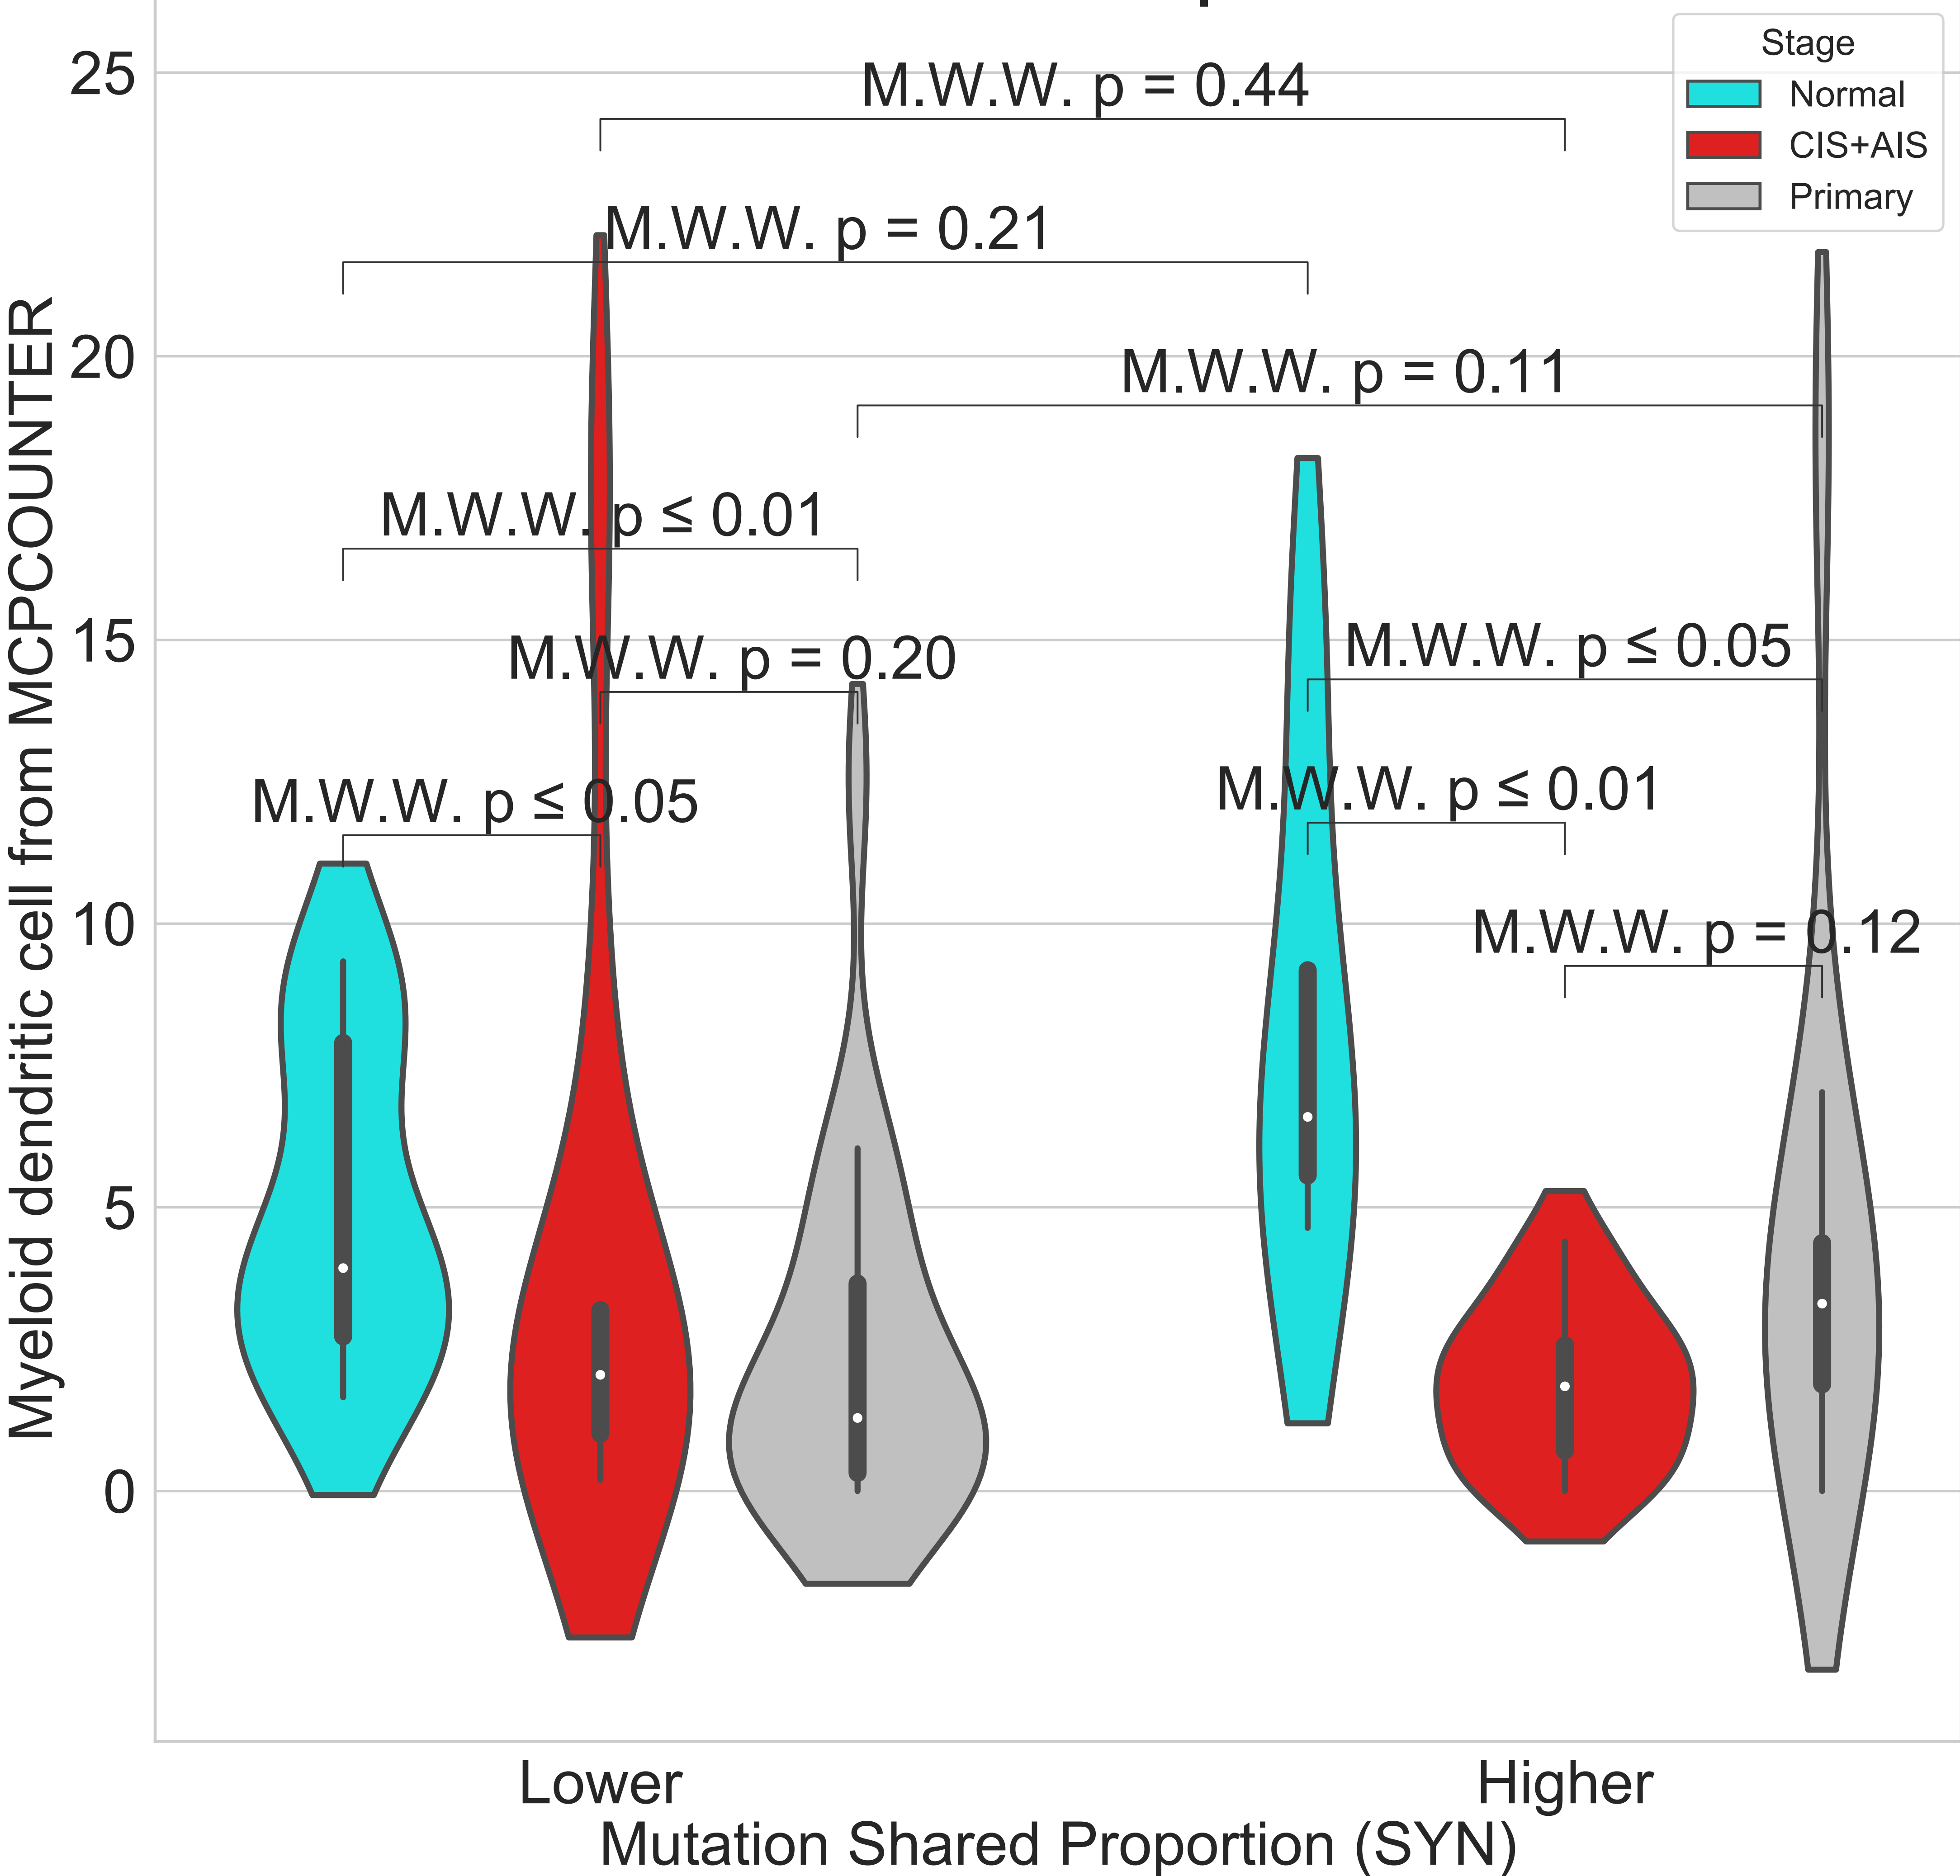 Stage
Normal
CIS+AIS
Primary
M.W.W. p = 0.44
M.W.W. p = 0.21
M.W.W. p = 0.11
M.W.W. p ≤ 0.01
M.W.W. p = 0.20
M.W.W. p ≤ 0.05
M.W.W. p ≤ 0.05
M.W.W. p ≤ 0.01
M.W.W. p = 0.12
Myeloid dendritic cell from MCPCOUNTER
25
20
15
10
5
0
Lower
Higher
Mutation Shared Proportion (SYN)